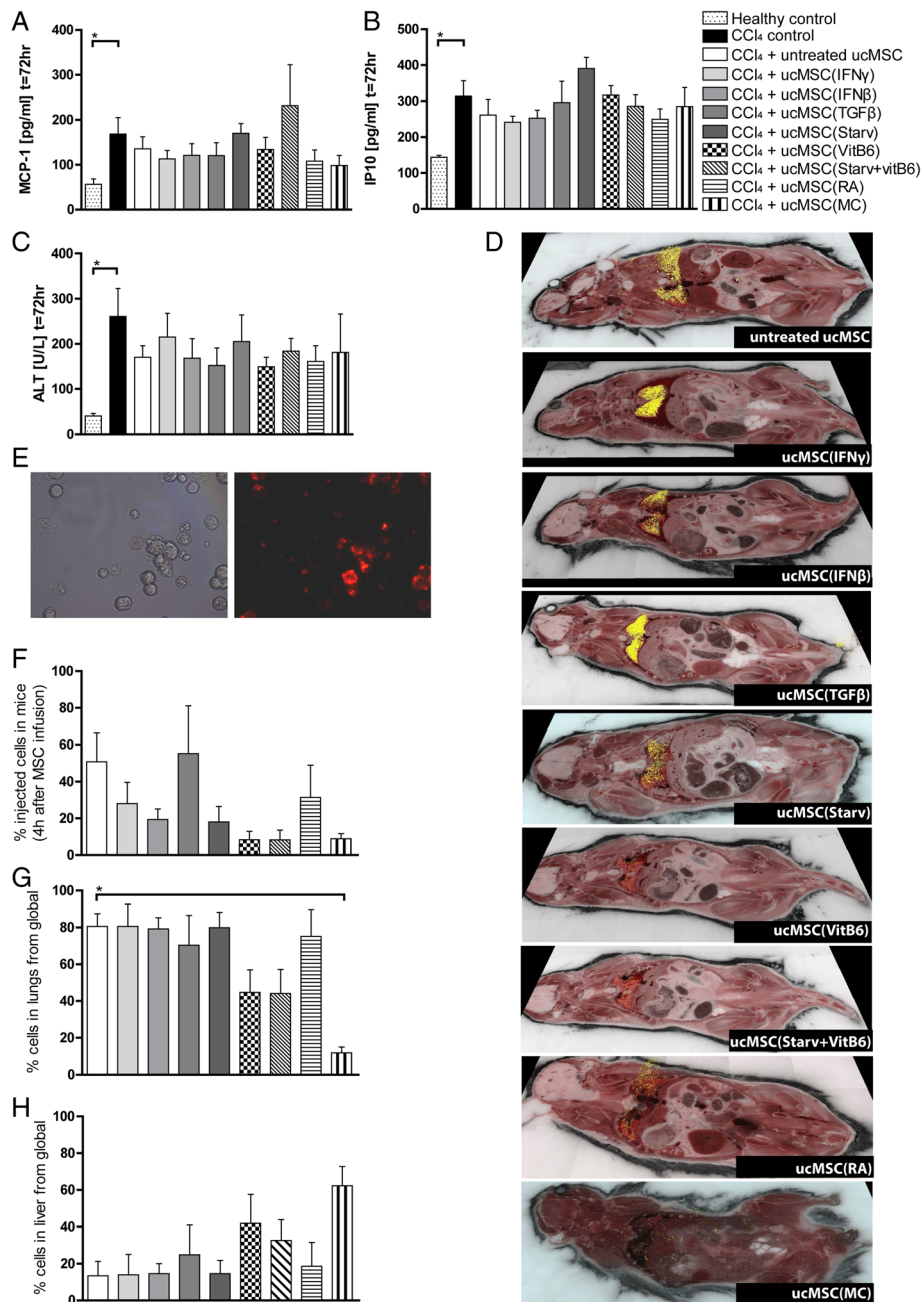 A
MCP-1 [pg/ml] t=72hr
400
300
200
100
0
*
B
IP10 [pg/ml] t=72hr
500
400
300
200
100
0
*
Healthy control
CCl₄ control
CCl₄ + untreated ucMSC
CCl₄ + ucMSC(IFNγ)
CCl₄ + ucMSC(IFNβ)
CCl₄ + ucMSC(TGFβ)
CCl₄ + ucMSC(Starv)
CCl₄ + ucMSC(VitB6)
CCl₄ + ucMSC(Starv+vitB6)
CCl₄ + ucMSC(RA)
CCl₄ + ucMSC(MC)
C
ALT [U/L] t=72hr
400
300
200
100
0
*
D
untreated ucMSC
ucMSC(IFNγ)
ucMSC(IFNβ)
ucMSC(TGFβ)
ucMSC(Starv)
ucMSC(VitB6)
ucMSC(Starv+VitB6)
ucMSC(RA)
ucMSC(MC)
E
F
% injected cells in mice
(4h after MSC infusion)
100
80
60
40
20
0
G
% cells in lungs from global
100
80
60
40
20
0
*
H
% cells in liver from global
100
80
60
40
20
0